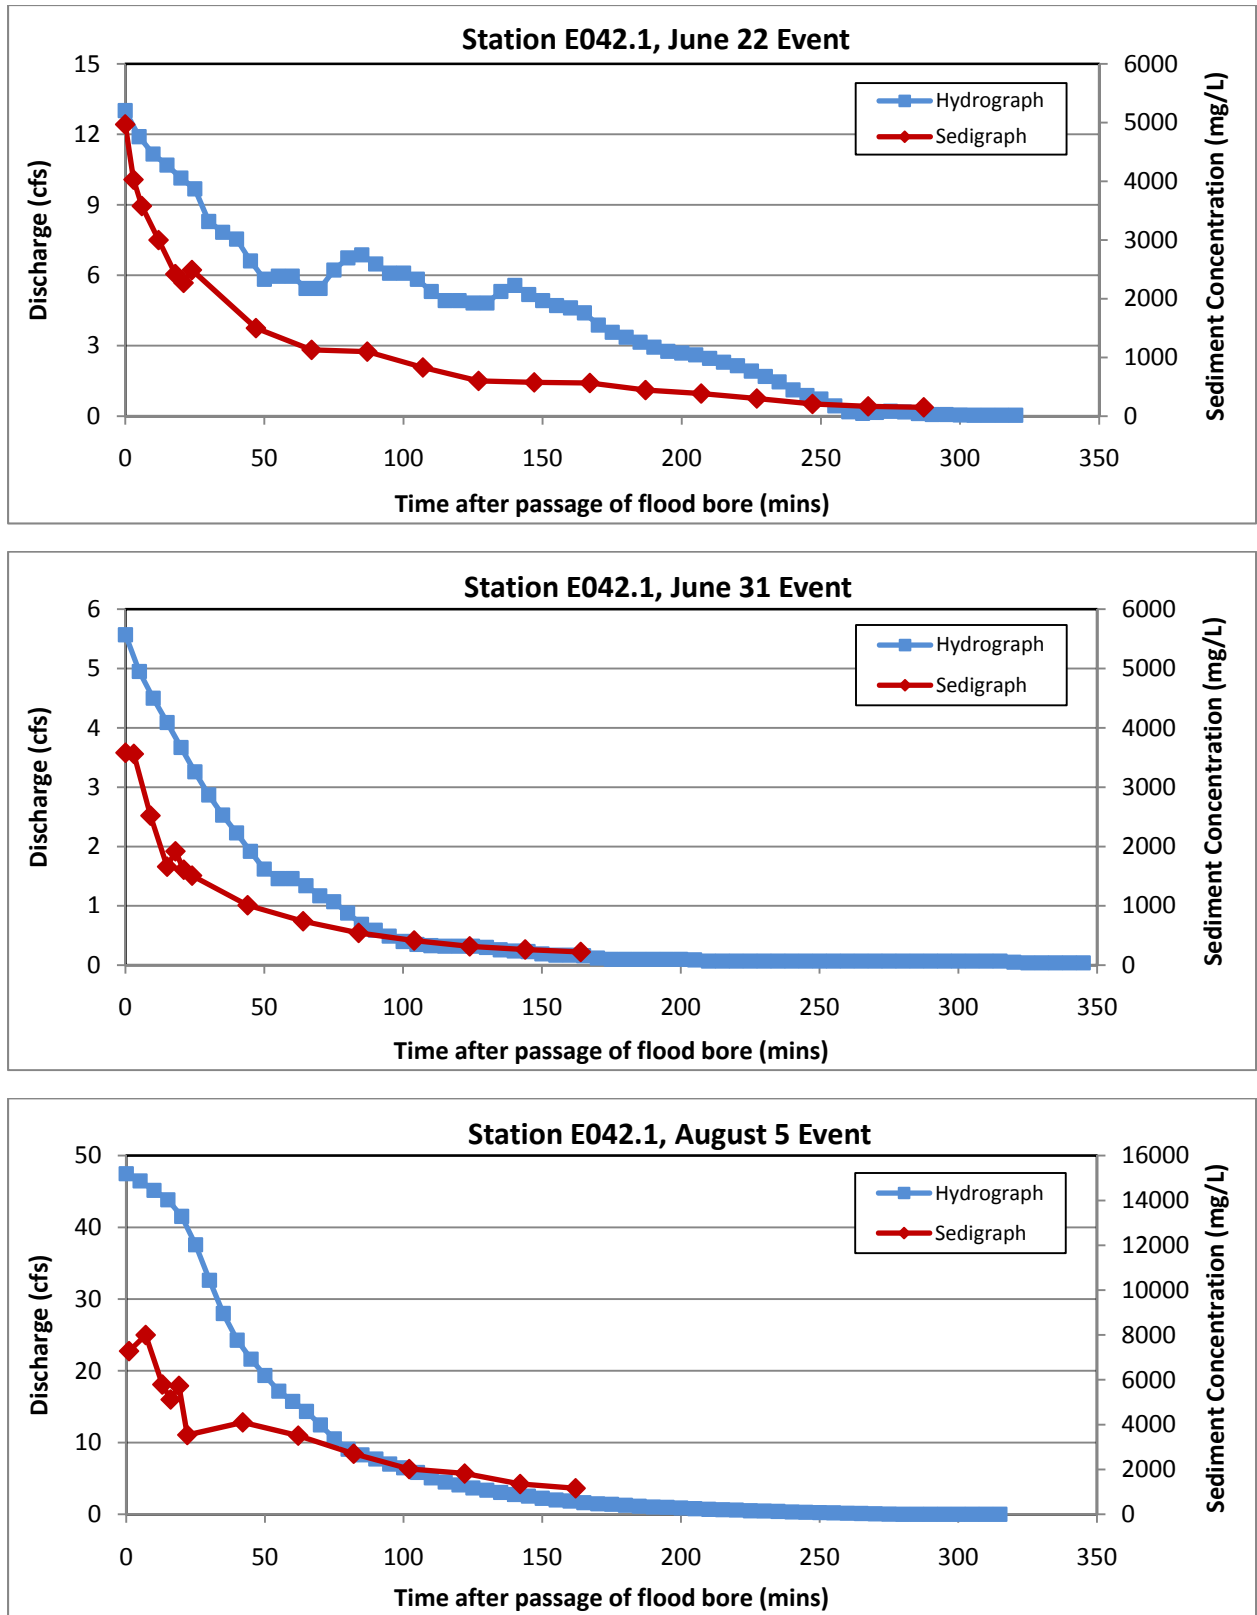 Station E042.1, June 22 Event
15
12
9
6
3
0
Discharge (cfs)
6000
5000
4000
3000
2000
1000
0
Sediment Concentration (mg/L)
Hydrograph
Sedigraph
0 50 100 150 200 250 300 350
Time after passage of flood bore (mins)
Station E042.1, June 31 Event
6
5
4
3
2
1
0
Discharge (cfs)
6000
5000
4000
3000
2000
1000
0
Sediment Concentration (mg/L)
Hydrograph
Sedigraph
0 50 100 150 200 250 300 350
Time after passage of flood bore (mins)
Station E042.1, August 5 Event
50
40
30
20
10
0
Discharge (cfs)
16000
14000
12000
10000
8000
6000
4000
2000
0
Sediment Concentration (mg/L)
Hydrograph
Sedigraph
0 50 100 150 200 250 300 350
Time after passage of flood bore (mins)